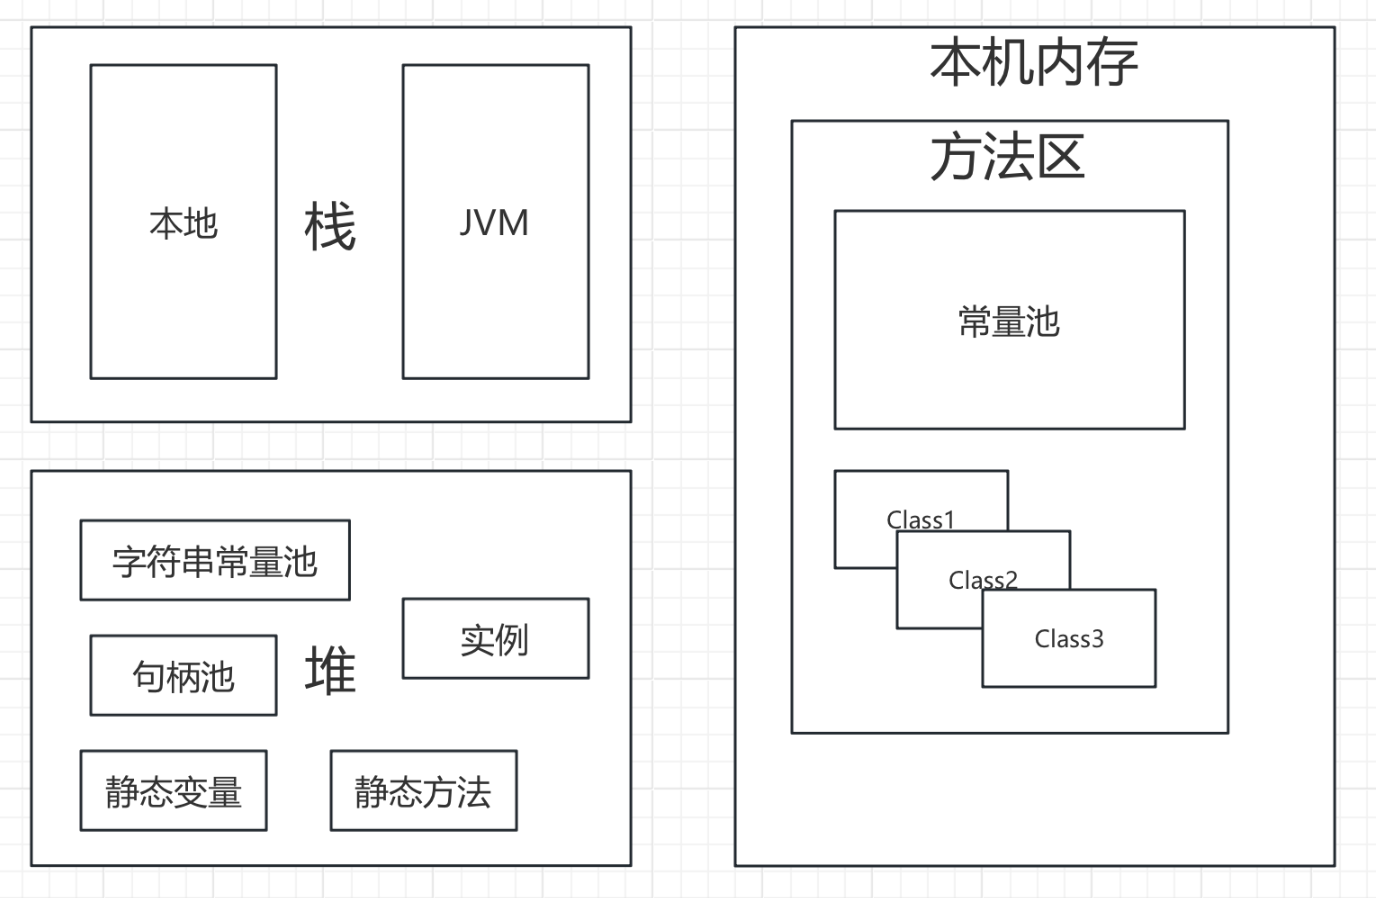 本地
栈
JVM
字符串常量池
实例
句柄池
堆
静态变量
静态方法
本机内存
方法区
常量池
Class1
Class2
Class3